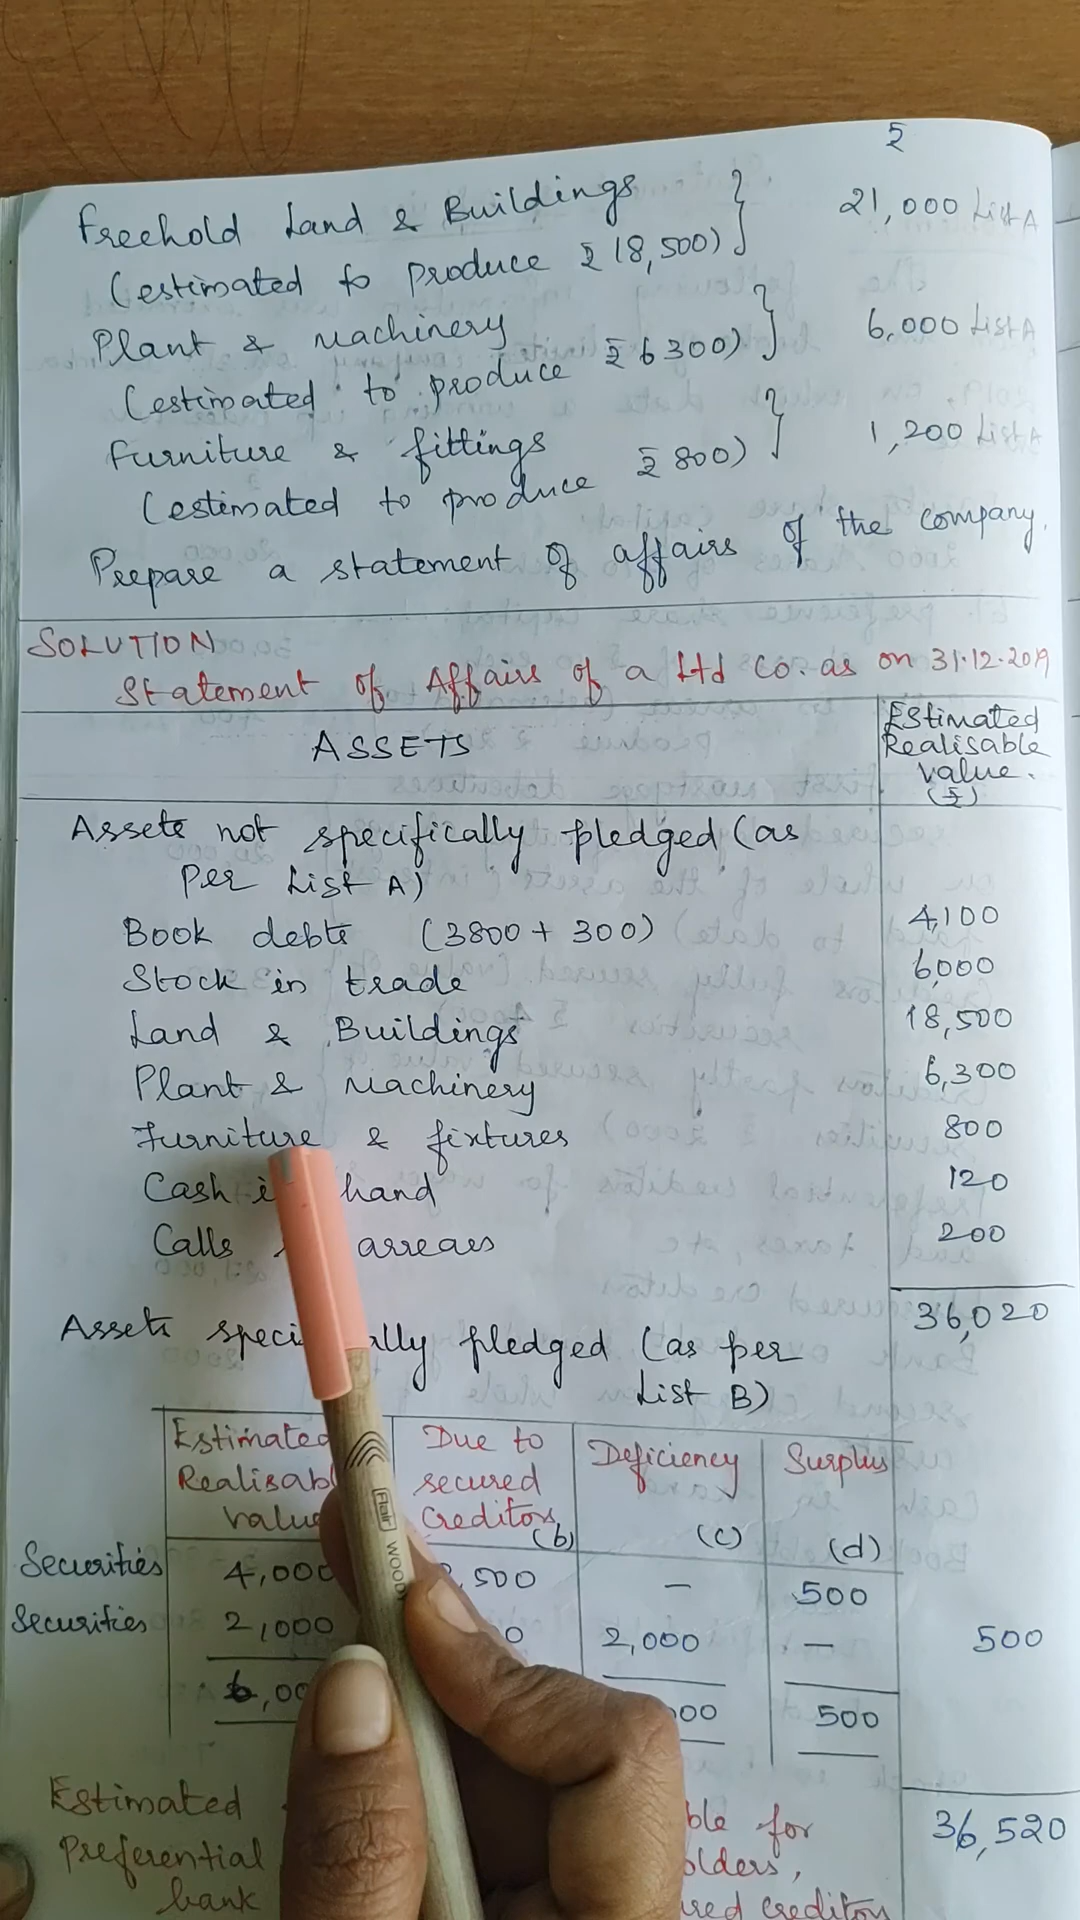 ₹
Freehold Land & Buildings } 21,000 List A
(estimated to produce ₹ 18,500)
Plant & Machinery } 6,000 List A
(estimated to produce ₹ 6300)
Furniture & fittings } 1,200 List A
(estimated to produce ₹ 800)
Prepare a statement of affairs of the company.
SOLUTION
Statement of Affairs of a Ltd Co. as on 31.12.2019
ASSETS
Estimated
Realisable
value.
(₹)
Assets not specifically pledged (as
per List A)
Book debts (3800 + 300) 4,100
Stock in trade 6,000
Land & Buildings 18,500
Plant & Machinery 6,300
Furniture & fixtures 800
Cash hand 120
Calls arrears 200
36,020
Assets pledged (as per
List B)
Estimated Due to Deficiency Surplus
secured
creditors
(b) (c) (d)
Securities 4,000 - 500
Securities 2,000 2,000 - 500
500
Estimated for 36,520
preferential
bank creditors
Flair WOODY